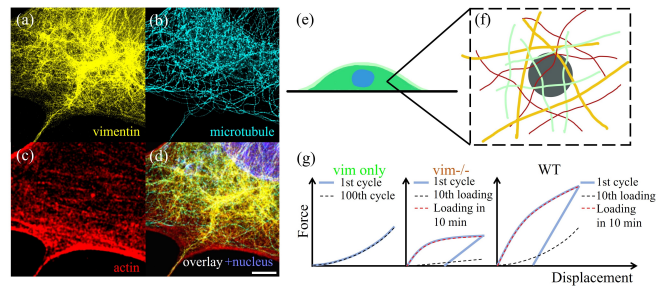 (a)
vimentin
(b)
microtubule
(c)
actin
(d)
overlay +nucleus
(e)
(f)
(g)
vim only
1st cycle
100th cycle
vim-/-
1st cycle
10th loading
Loading in
10 min
WT
1st cycle
10th loading
Loading in
10 min
Force
Displacement